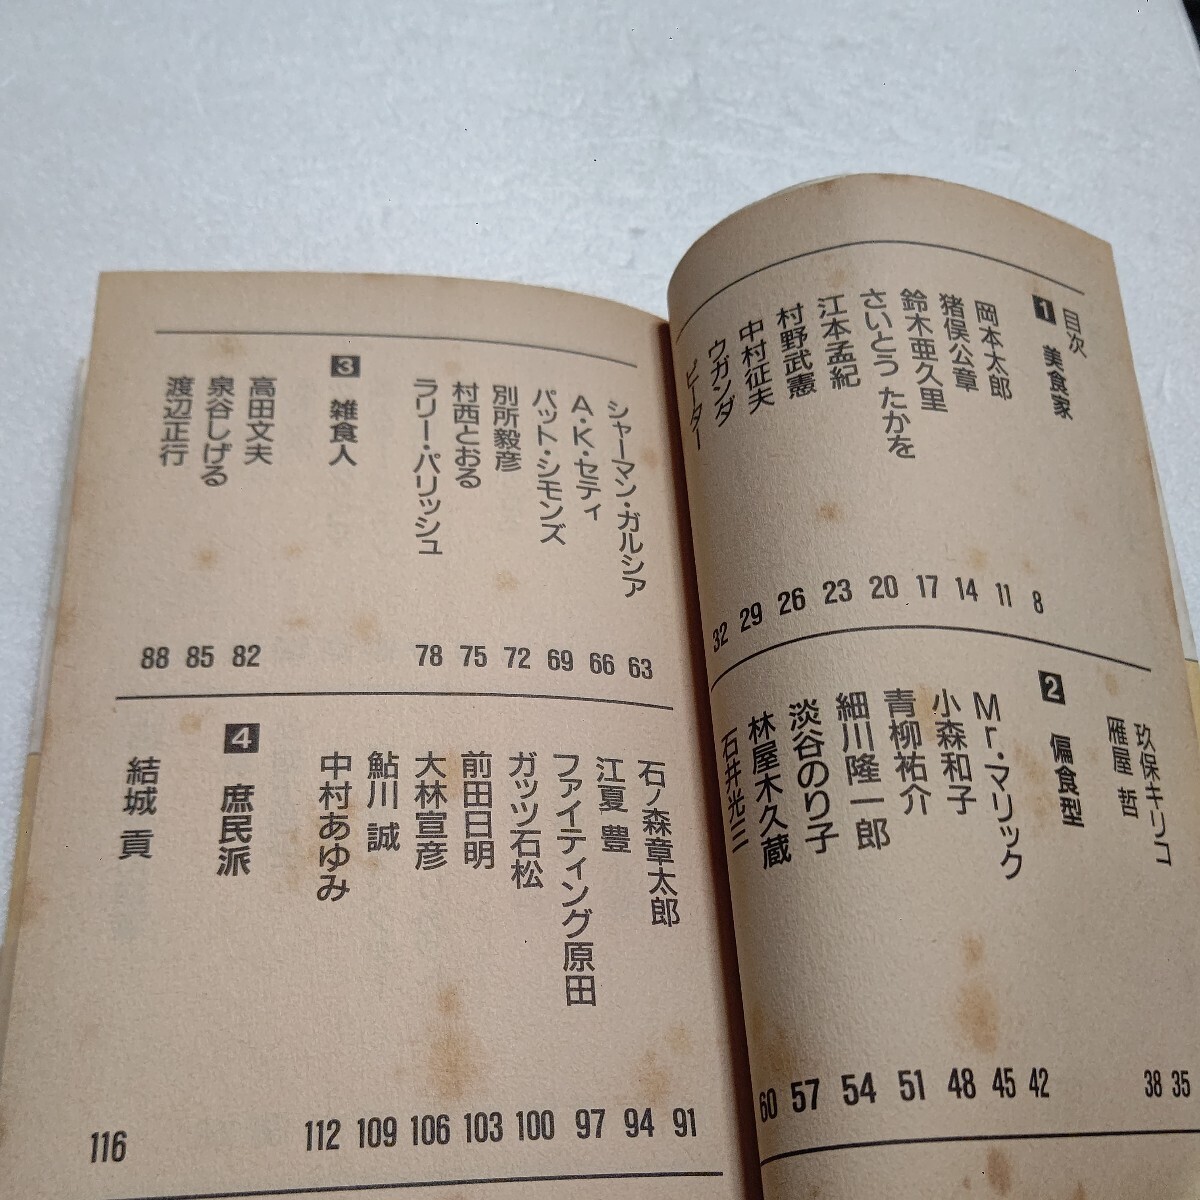 目次
1 美食家
岡本太郎 8
猪俣公章 11
鈴木亜久里 14
さいとうたかを 17
江本孟紀 20
村野武憲 23
中村征夫 26
ウガンダ 29
ピーター 32
玖保キリコ 35
雁屋 哲 38
2 偏食型
Mr・マリック 42
小森和子 45
青柳祐介 48
細川隆一郎 51
淡谷のり子 54
林屋木久蔵 57
石井光三 60
シャーマン・ガルシア 63
A・K・セティ 66
パット・シモンズ 69
別所毅彦 72
村西とおる 75
ラリー・パリッシュ 78
3 雑食人
高田文夫 82
泉谷しげる 85
渡辺正行 88
石ノ森章太郎 91
江夏 豊 94
ファイティング原田 97
ガッツ石松 100
前田日明 103
大林宣彦 106
鮎川 誠 109
中村あゆみ 112
4 庶民派
結城 貢 116